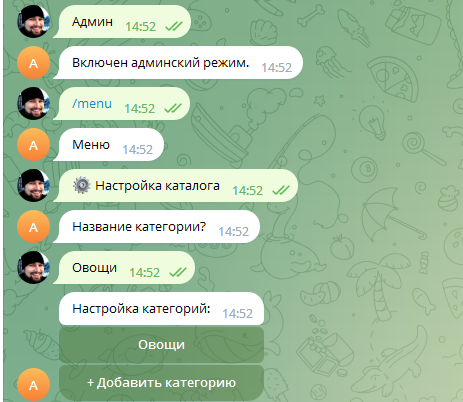 Админ 14:52
А
Включен админский режим. 14:52
/menu 14:52
А
Меню 14:52
Настройка каталога 14:52
А
Название категории? 14:52
Овощи 14:52
Настройка категорий: 14:52
Овощи
А
+ Добавить категорию